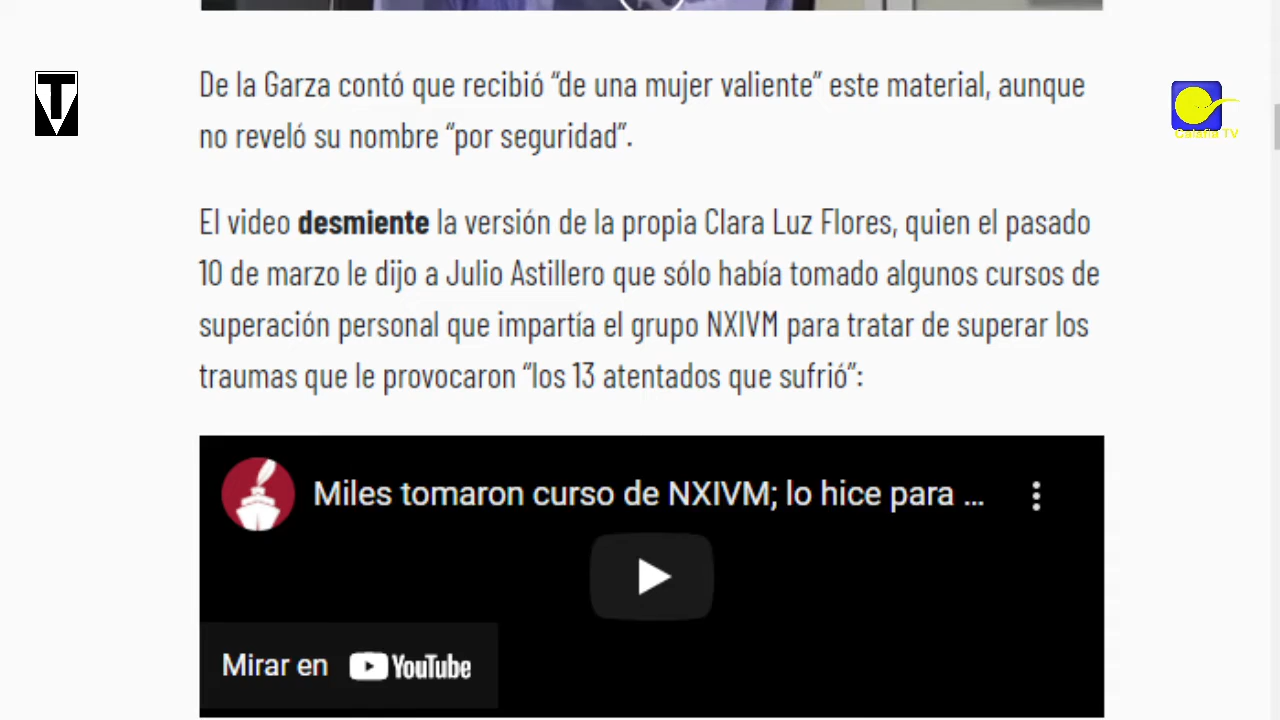 De la Garza contó que recibió “de una mujer valiente” este material, aunque
no reveló su nombre “por seguridad”.
El video desmiente la versión de la propia Clara Luz Flores, quien el pasado
10 de marzo le dijo a Julio Astillero que sólo había tomado algunos cursos de
superación personal que impartía el grupo NXIVM para tratar de superar los
traumas que le provocaron “los 13 atentados que sufrió”:
Miles tomaron curso de NXIVM; lo hice para ...
Mirar en YouTube
TV
Calafia TV